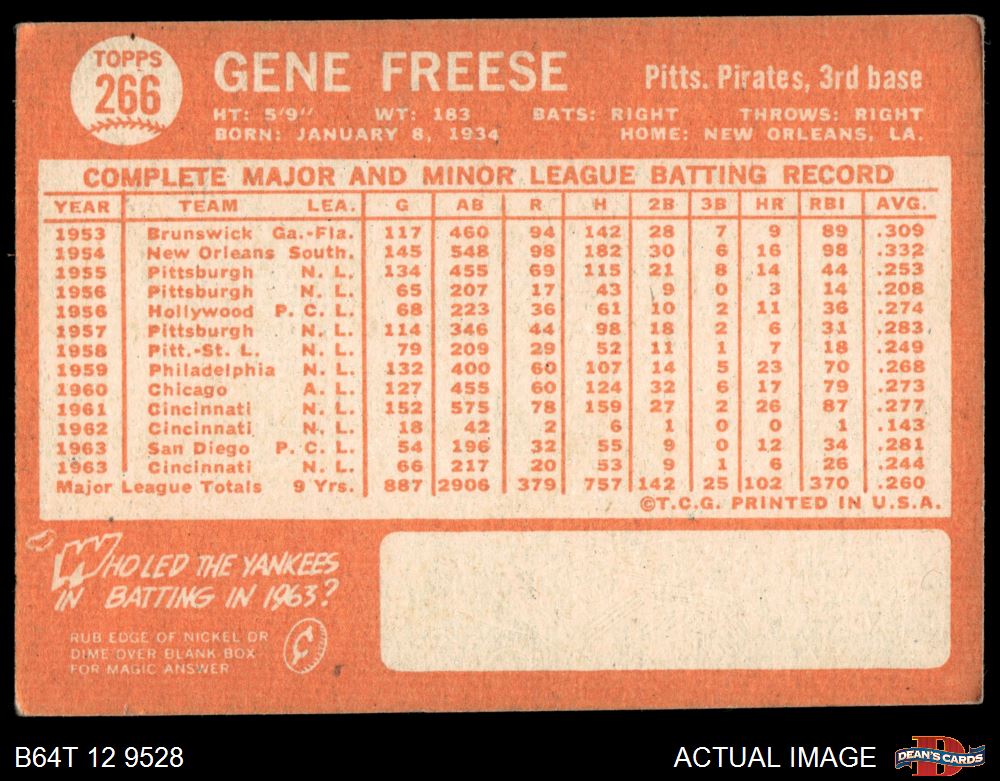 TOPPS
266
GENE FREESE
Pitts. Pirates, 3rd base
HT: 5'9" WT: 183 BATS: RIGHT THROWS: RIGHT
BORN: JANUARY 8, 1934 HOME: NEW ORLEANS, LA.
COMPLETE MAJOR AND MINOR LEAGUE BATTING RECORD
YEAR TEAM LEA. G AB R H 2B 3B HR RBI AVG.
1953 Brunswick Ga.-Fla. 117 460 94 142 28 7 9 89 .309
1954 New Orleans South. 145 548 98 182 30 6 16 98 .332
1955 Pittsburgh N. L. 134 455 69 115 21 8 14 44 .253
1956 Pittsburgh N. L. 65 207 17 43 9 0 3 14 .208
1956 Hollywood P. C. L. 68 223 36 61 10 2 11 36 .274
1957 Pittsburgh N. L. 114 346 44 98 18 2 6 31 .283
1958 Pitt.-St. L. N. L. 79 209 29 52 11 1 7 18 .249
1959 Philadelphia N. L. 132 400 60 107 14 5 23 70 .268
1960 Chicago A. L. 127 455 60 124 32 6 17 79 .273
1961 Cincinnati N. L. 152 575 78 159 27 2 26 87 .277
1962 Cincinnati N. L. 18 42 2 6 1 0 0 1 .143
1963 San Diego P. C. L. 54 196 32 55 9 0 12 34 .281
1963 Cincinnati N. L. 66 217 20 53 9 1 6 26 .244
Major League Totals 9 Yrs. 887 2906 379 757 142 25 102 370 .260
©T.C.G. PRINTED IN U.S.A.
WHO LED THE YANKEES
IN BATTING IN 1963?
RUB EDGE OF NICKEL OR
DIME OVER BLANK BOX
FOR MAGIC ANSWER
B64T 12 9528
ACTUAL IMAGE
DEAN'S CARDS